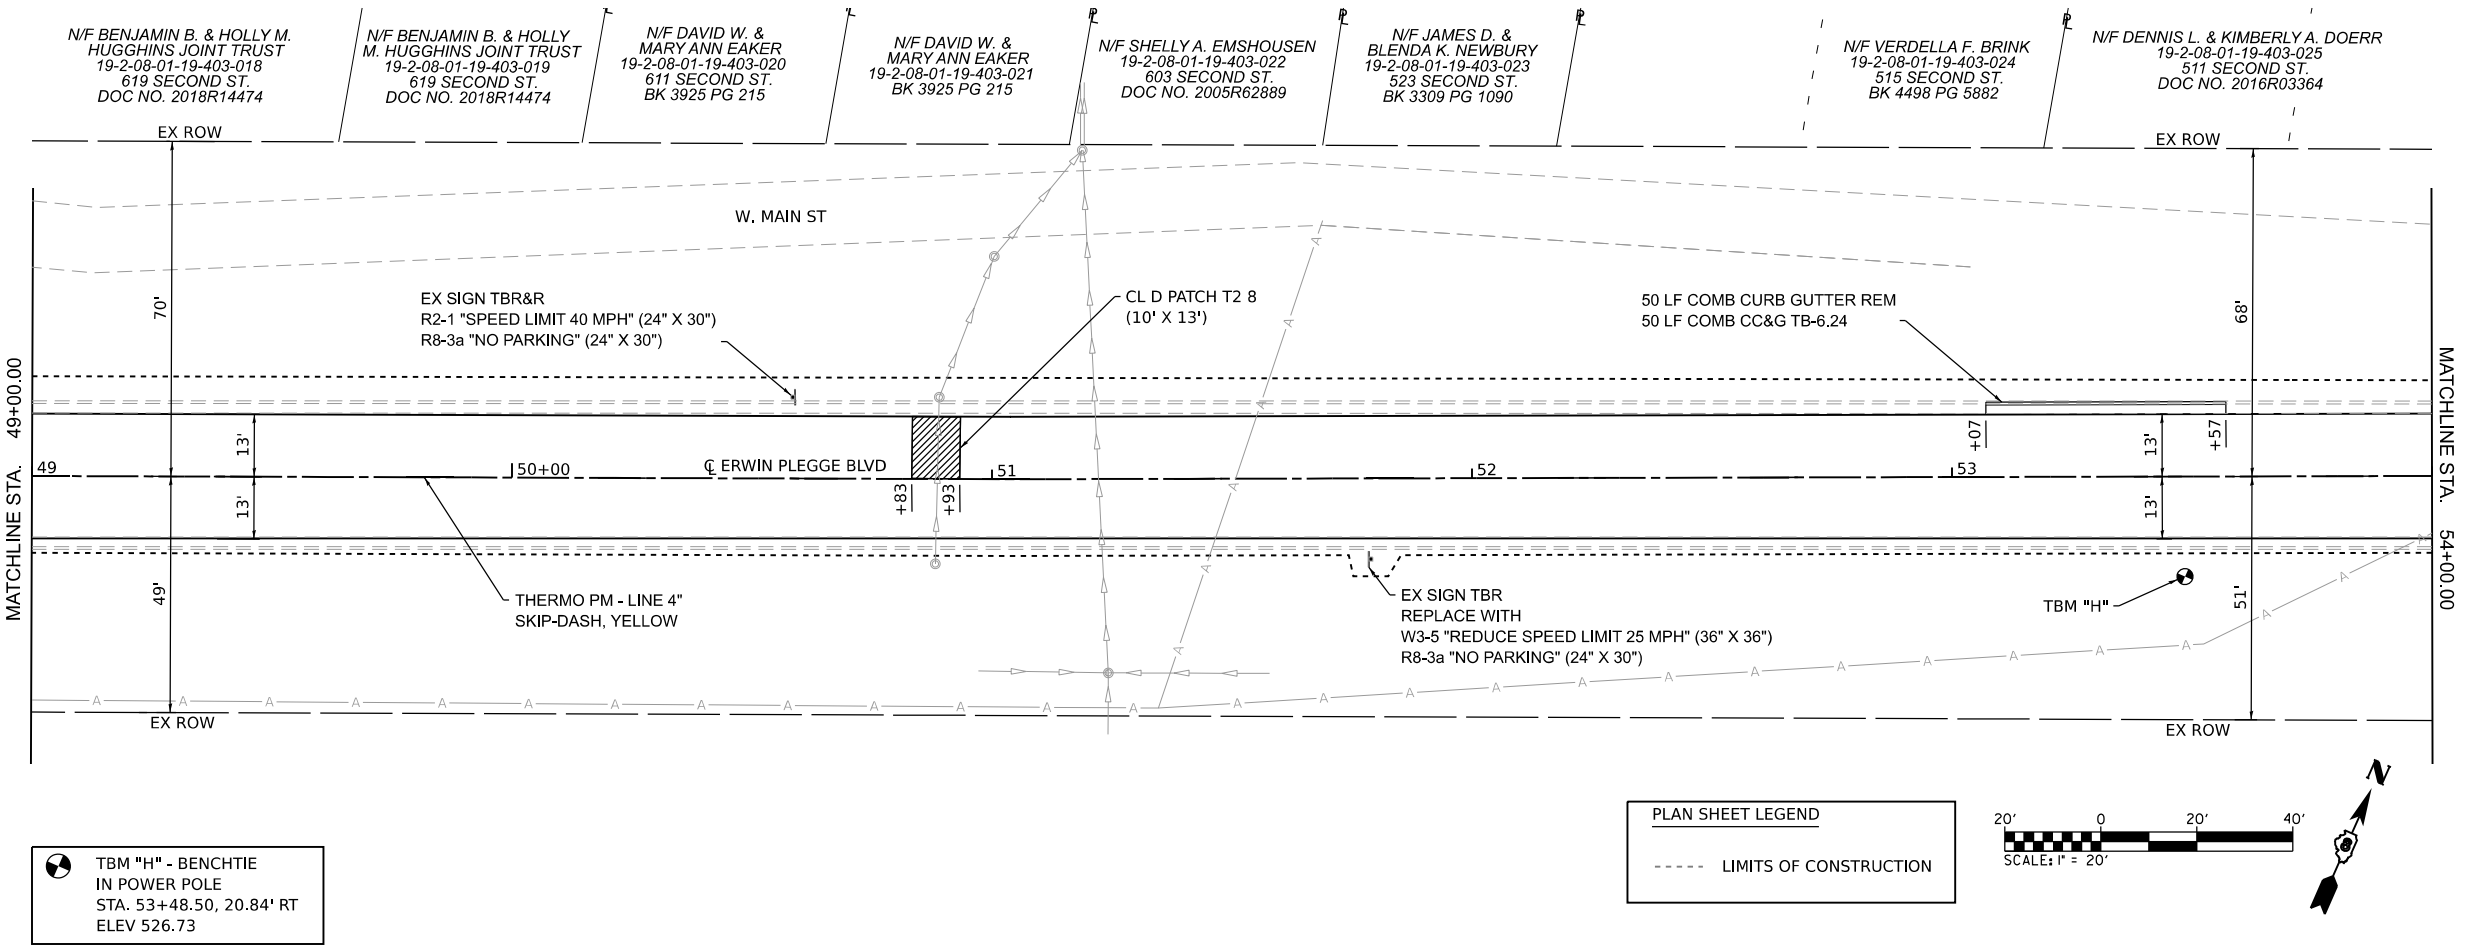 N/F BENJAMIN B. & HOLLY M.
HUGGHINS JOINT TRUST
19-2-08-01-19-403-018
619 SECOND ST.
DOC NO. 2018R14474
N/F BENJAMIN B. & HOLLY
M. HUGGHINS JOINT TRUST
19-2-08-01-19-403-019
619 SECOND ST.
DOC NO. 2018R14474
N/F DAVID W. &
MARY ANN EAKER
19-2-08-01-19-403-020
611 SECOND ST.
BK 3925 PG 215
N/F DAVID W. &
MARY ANN EAKER
19-2-08-01-19-403-021
BK 3925 PG 215
N/F SHELLY A. EMSHOUSEN
19-2-08-01-19-403-022
603 SECOND ST.
DOC NO. 2005R62889
N/F JAMES D. &
BLENDA K. NEWBURY
19-2-08-01-19-403-023
523 SECOND ST.
BK 3309 PG 1090
N/F VERDELLA F. BRINK
19-2-08-01-19-403-024
515 SECOND ST.
BK 4498 PG 5882
N/F DENNIS L. & KIMBERLY A. DOERR
19-2-08-01-19-403-025
511 SECOND ST.
DOC NO. 2016R03364
EX ROW
EX ROW
W. MAIN ST
70'
68'
EX SIGN TBR&R
R2-1 "SPEED LIMIT 40 MPH" (24" X 30")
R8-3a "NO PARKING" (24" X 30")
CL D PATCH T2 8
(10' X 13')
50 LF COMB CURB GUTTER REM
50 LF COMB CC&G TB-6.24
MATCHLINE STA. 49+00.00
MATCHLINE STA. 54+00.00
13'
13'
+07
+57
49
50+00
℄ ERWIN PLEGGE BLVD
51
52
53
+83
+93
13'
13'
49'
51'
THERMO PM - LINE 4"
SKIP-DASH, YELLOW
EX SIGN TBR
REPLACE WITH
W3-5 "REDUCE SPEED LIMIT 25 MPH" (36" X 36")
R8-3a "NO PARKING" (24" X 30")
TBM "H"
A A A A A A A A A A A A A A A A A A A A A A A A A A A
EX ROW
EX ROW
N
PLAN SHEET LEGEND
LIMITS OF CONSTRUCTION
20' 0 20' 40'
SCALE: 1" = 20'
TBM "H" - BENCHTIE
IN POWER POLE
STA. 53+48.50, 20.84' RT
ELEV 526.73